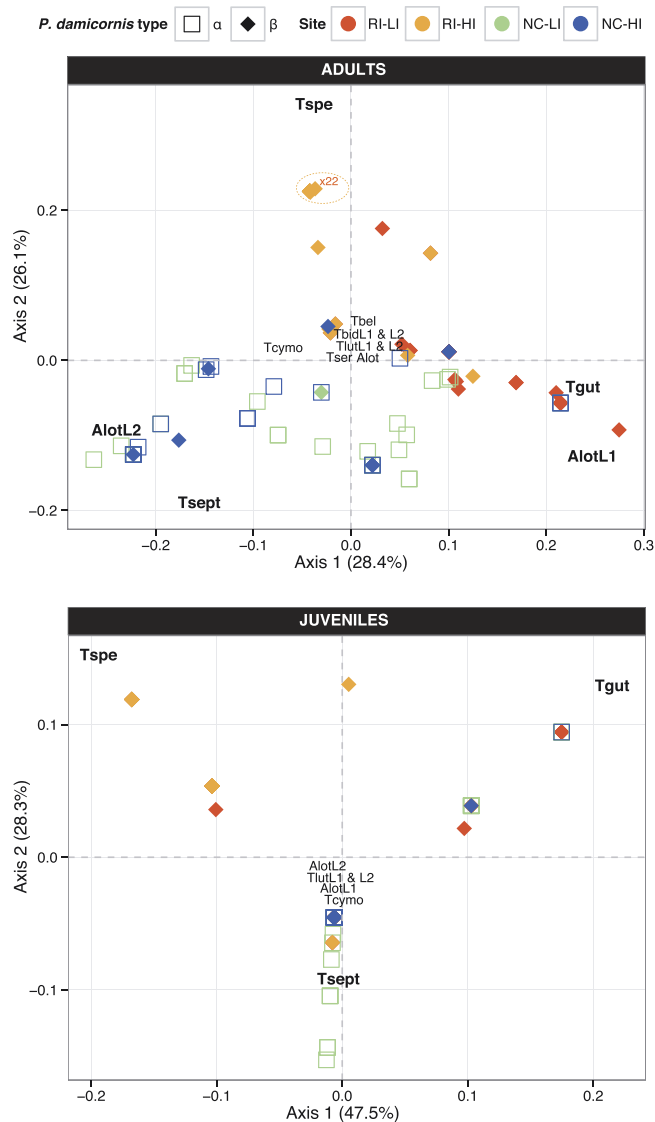 P. damicornis type α β Site RI-LI RI-HI NC-LI NC-HI
ADULTS
Tspe
x22
0.2
Tbel
TbidL1 & L2
Tcymo TlutL1 & L2
Tser Alot
0.0
Tgut
AlotL2
AlotL1
Tsept
−0.2
−0.2 −0.1 0.0 0.1 0.2 0.3
Axis 1 (28.4%)
Axis 2 (26.1%)
JUVENILES
Tspe
Tgut
0.1
0.0
AlotL2
TlutL1 & L2
AlotL1
Tcymo
Tsept
−0.1
−0.2 −0.1 0.0 0.1 0.2
Axis 1 (47.5%)
Axis 2 (28.3%)